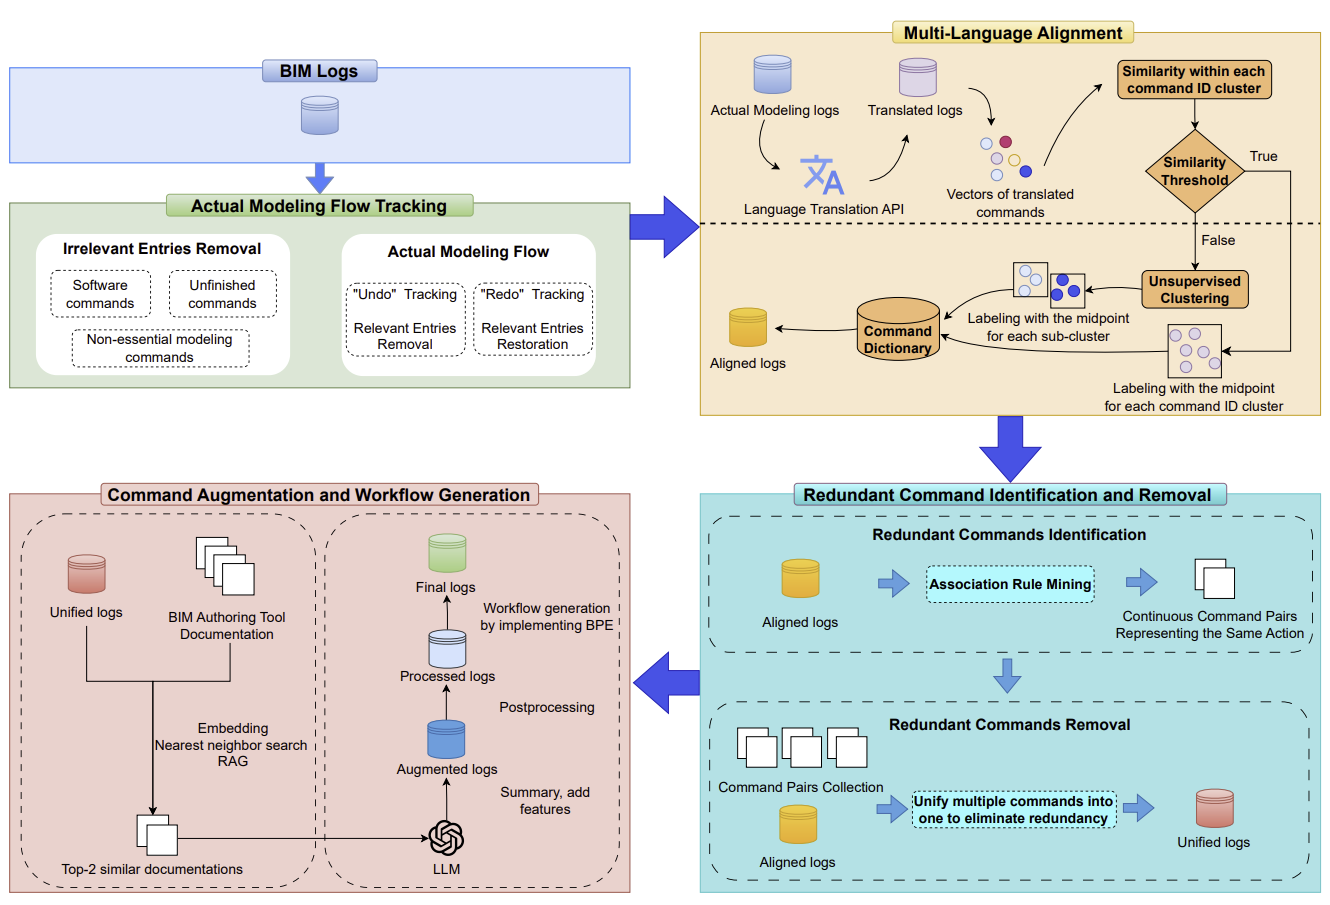 BIM Logs
Actual Modeling Flow Tracking
Irrelevant Entries Removal
Software
commands
Unfinished
commands
Non-essential modeling
commands
Actual Modeling Flow
"Undo" Tracking
Relevant Entries
Removal
"Redo" Tracking
Relevant Entries
Restoration
Multi-Language Alignment
Actual Modeling logs
Translated logs
Language Translation API
Vectors of translated
commands
Similarity within each
command ID cluster
Similarity
Threshold
True
False
Unsupervised
Clustering
Labeling with the midpoint
for each sub-cluster
Labeling with the midpoint
for each command ID cluster
Command
Dictionary
Aligned logs
Redundant Command Identification and Removal
Redundant Commands Identification
Aligned logs
Association Rule Mining
Continuous Command Pairs
Representing the Same Action
Redundant Commands Removal
Command Pairs Collection
Aligned logs
Unify multiple commands into
one to eliminate redundancy
Unified logs
Command Augmentation and Workflow Generation
Unified logs
BIM Authoring Tool
Documentation
Embedding
Nearest neighbor search
RAG
Top-2 similar documentations
Final logs
Workflow generation
by implementing BPE
Processed logs
Postprocessing
Augmented logs
Summary, add
features
LLM